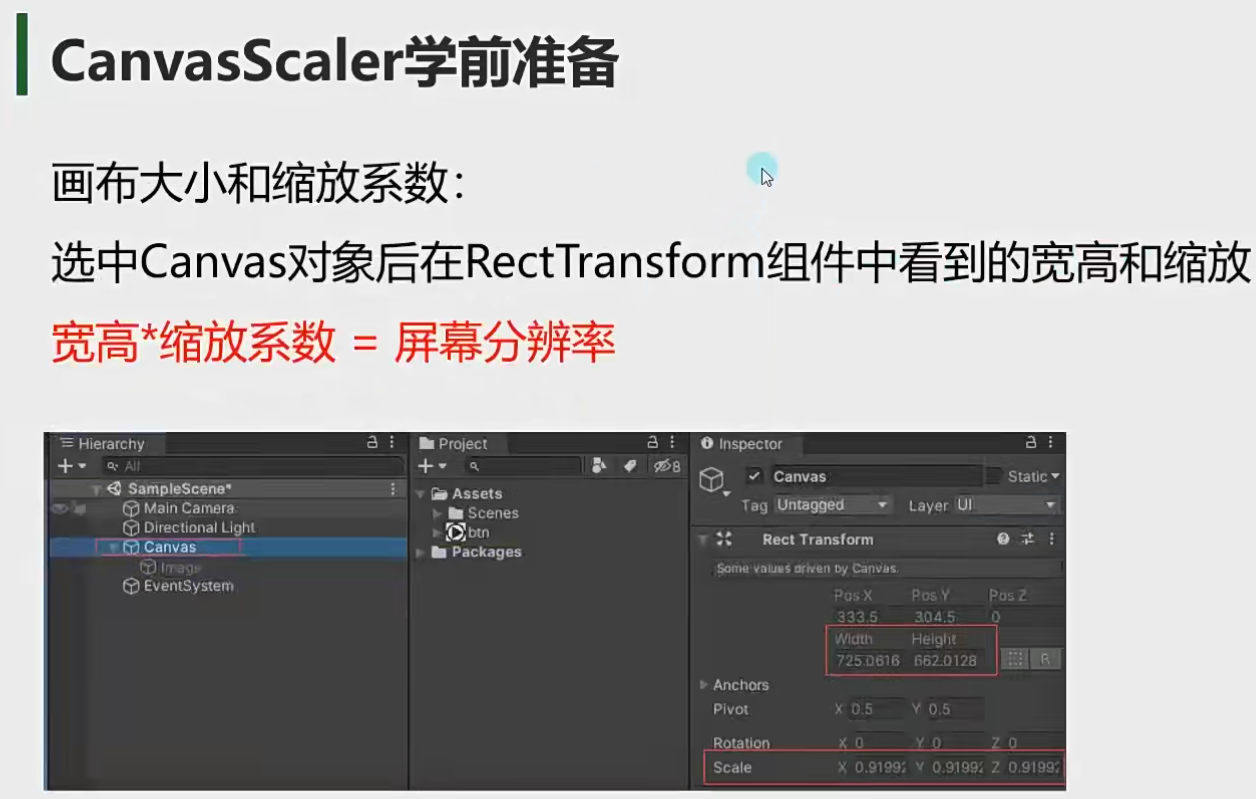 CanvasScaler学前准备
画布大小和缩放系数：
选中Canvas对象后在RectTransform组件中看到的宽高和缩放
宽高*缩放系数 = 屏幕分辨率
Hierarchy
All
SampleScene*
Main Camera
Directional Light
Canvas
Image
EventSystem
Project
8
Assets
Scenes
btn
Packages
Inspector
Canvas Static
Tag Untagged Layer UI
Rect Transform
Some values driven by Canvas.
Pos X Pos Y Pos Z
333.5 304.5 0
Width Height
725.0616 662.0128
R
Anchors
Pivot X 0.5 Y 0.5
Rotation X 0 Y 0 Z 0
Scale X 0.9199 Y 0.9199 Z 0.9199